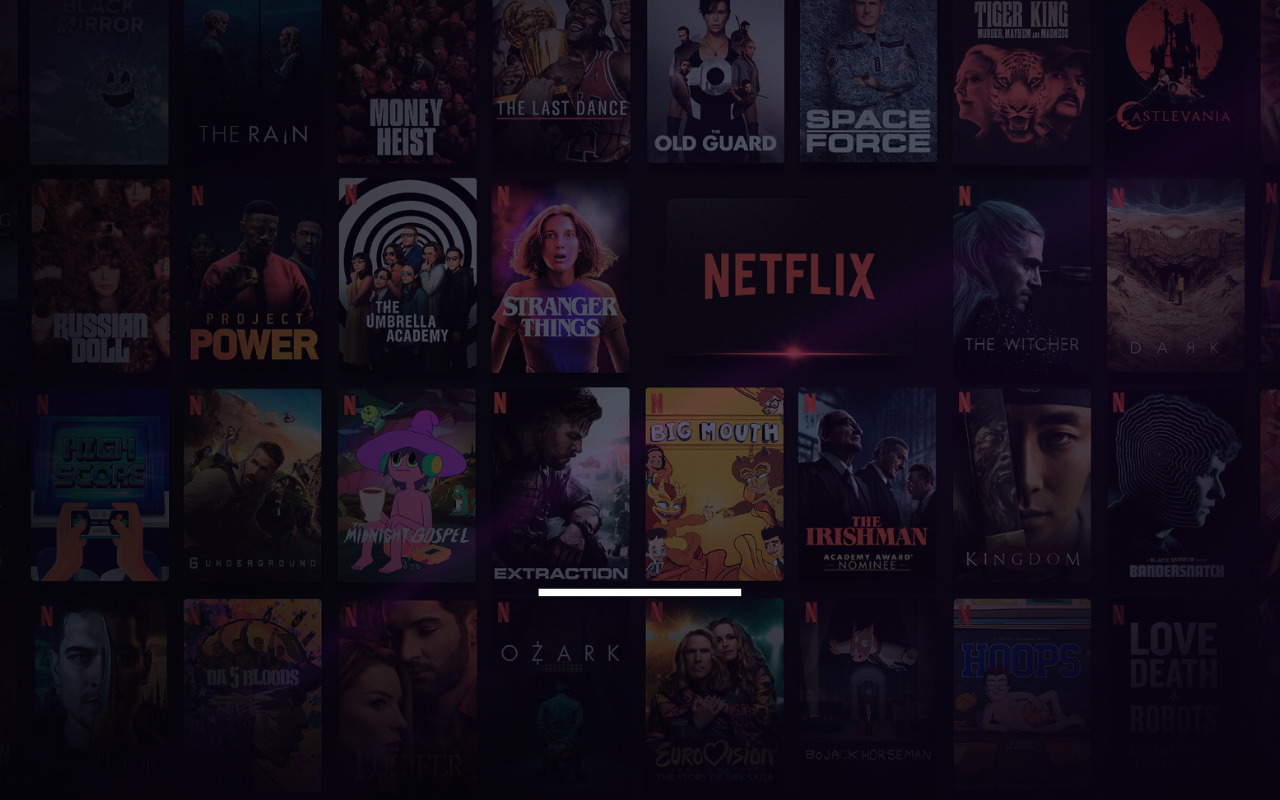 BLACK
MIRROR
THE RAIN
MONEY
HEIST
THE LAST DANCE
THE
OLD GUARD
SPACE
FORCE
TIGER KING
MURDER, MAYHEM AND MADNESS
CASTLEVANIA
RUSSIAN
DOLL
PROJECT
POWER
THE
UMBRELLA
ACADEMY
STRANGER
THINGS
NETFLIX
THE WITCHER
DARK
HIGH
SCORE
6 UNDERGROUND
THE
MIDNIGHT GOSPEL
EXTRACTION
BIG MOUTH
THE
IRISHMAN
ACADEMY AWARD
NOMINEE
KINGDOM
BLACK MIRROR
BANDERSNATCH
DA 5 BLOODS
LUCIFER
OZARK
EUROVISION
THE STORY OF FIRE SAGA
BOJACK HORSEMAN
HOOPS
LOVE
DEATH
+
ROBOTS